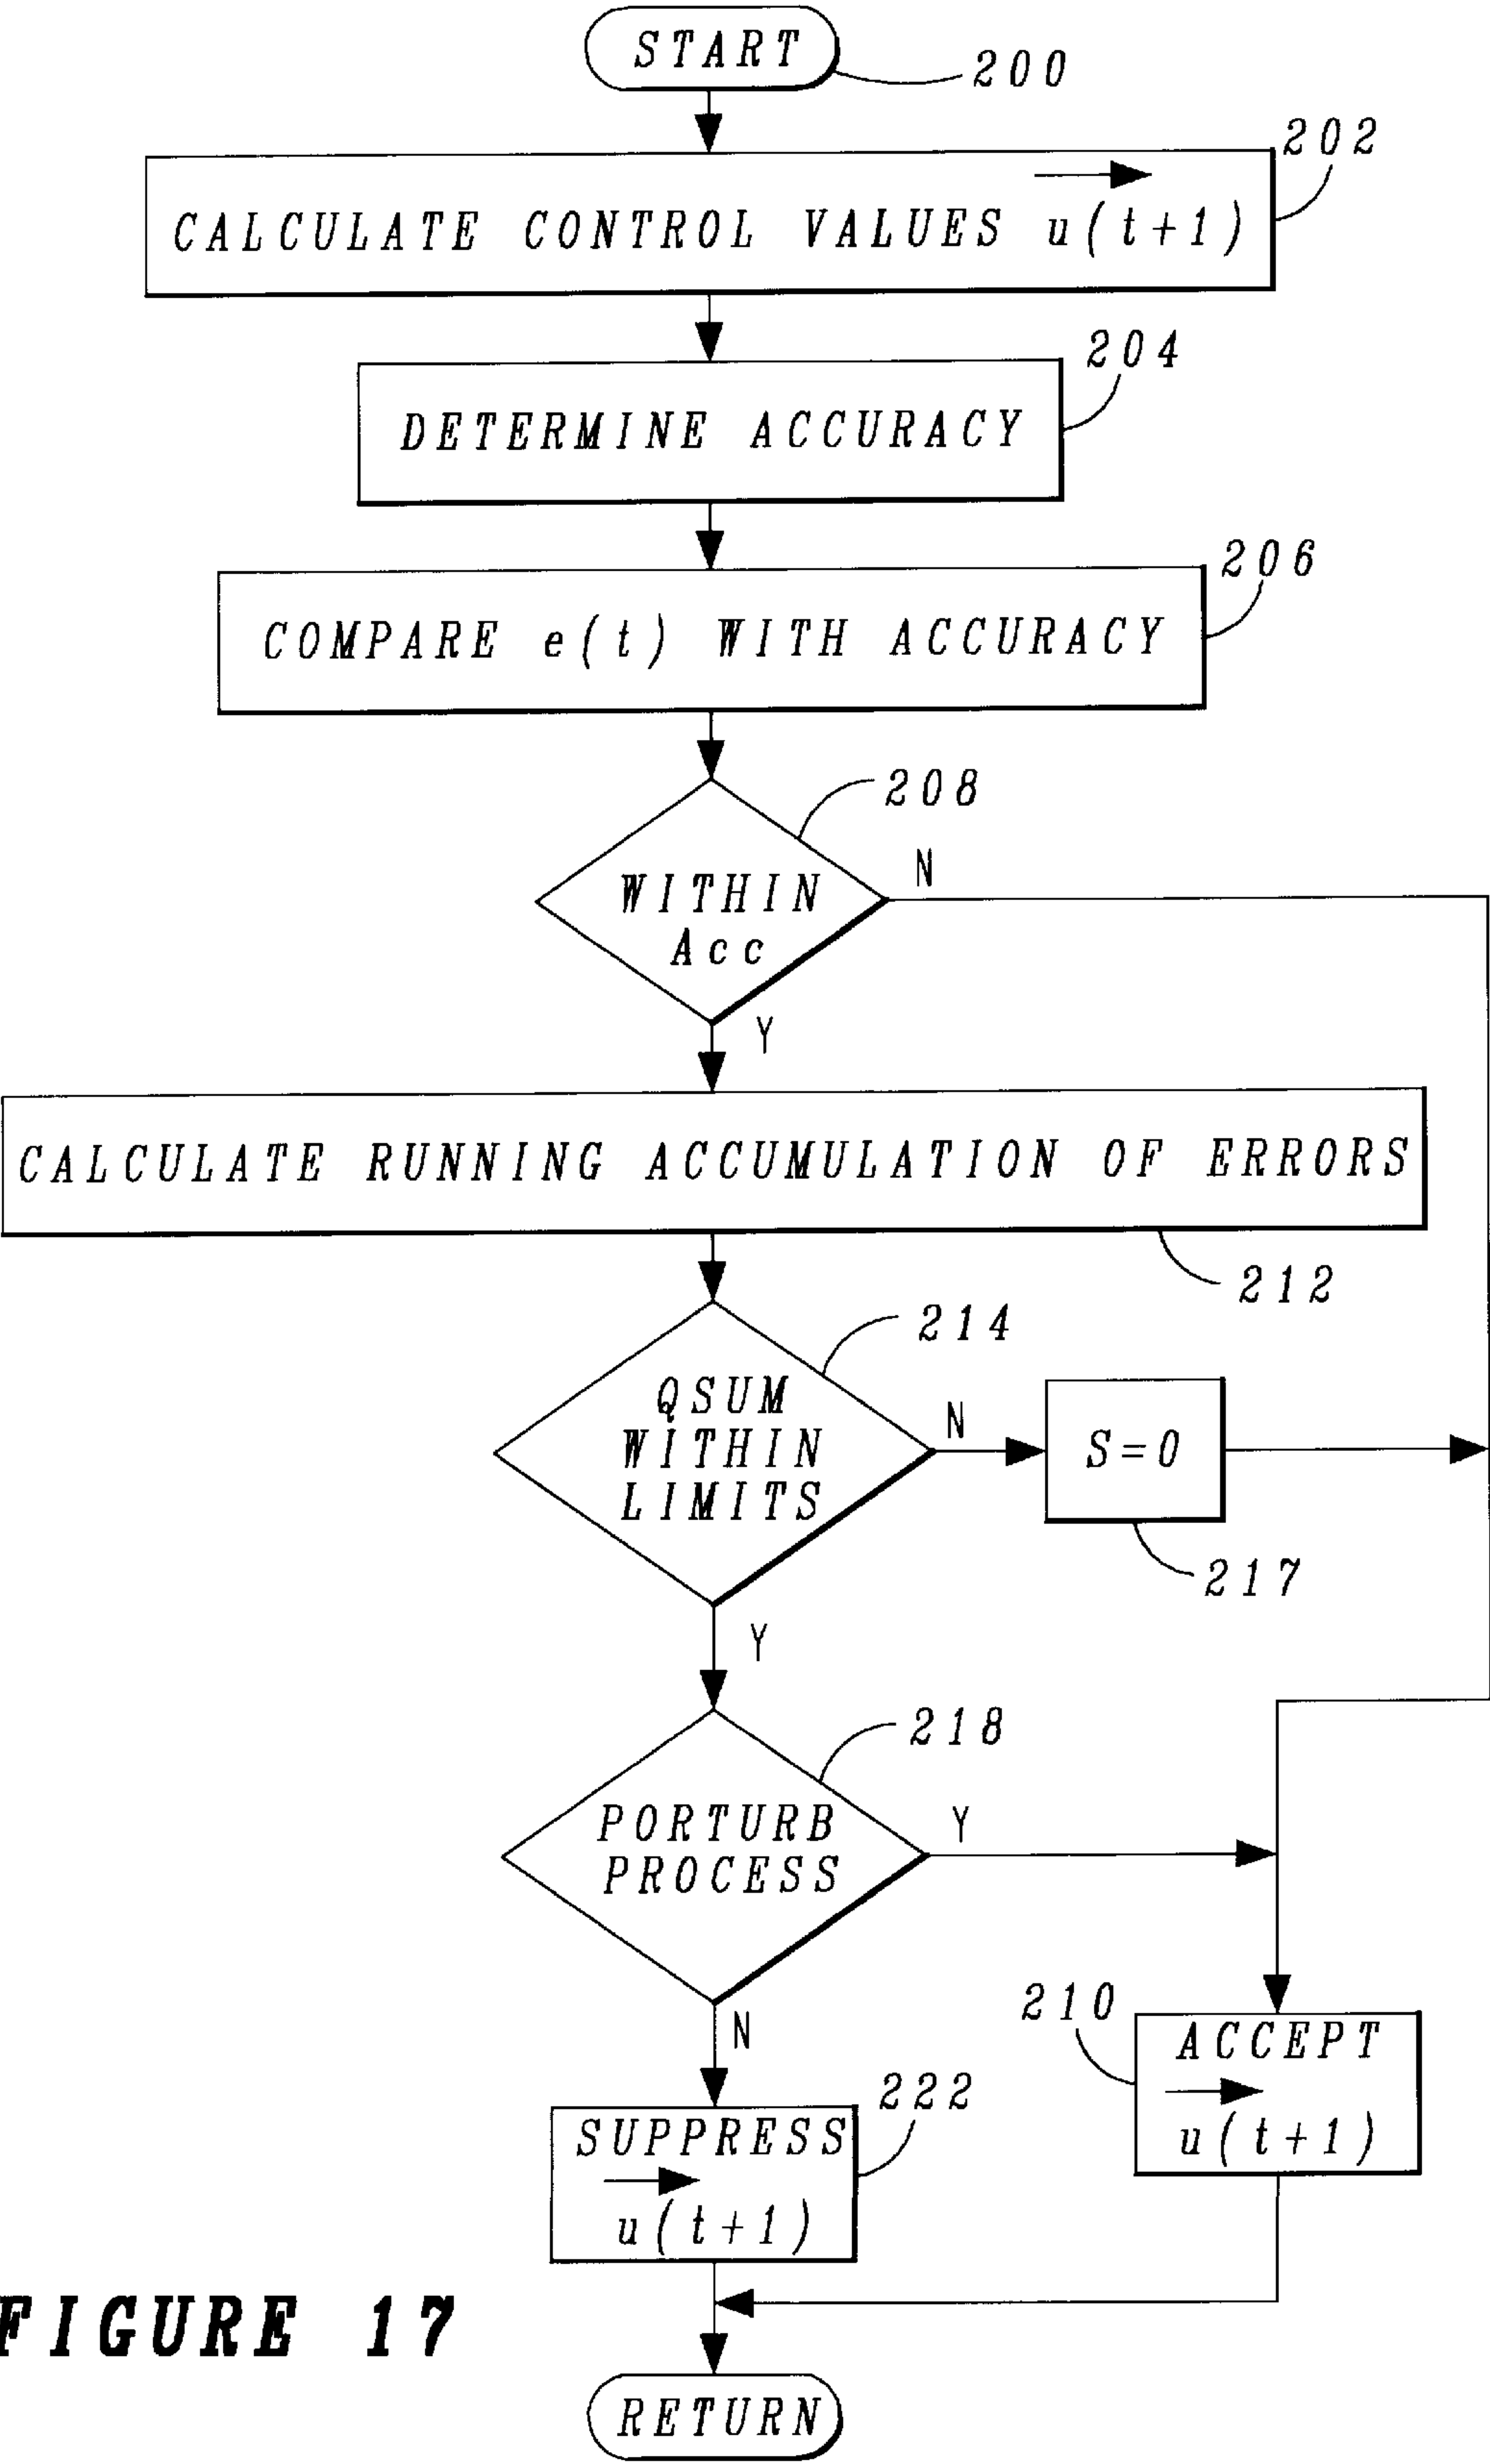 START
200
202
CALCULATE CONTROL VALUES u(t+1)
204
DETERMINE ACCURACY
206
COMPARE e(t) WITH ACCURACY
208
WITHIN
Acc
N
Y
CALCULATE RUNNING ACCUMULATION OF ERRORS
212
214
QSUM
WITHIN
LIMITS
N
S=0
217
Y
218
PORTURB
PROCESS
Y
N
210
ACCEPT
u(t+1)
222
SUPPRESS
u(t+1)
FIGURE 17
RETURN